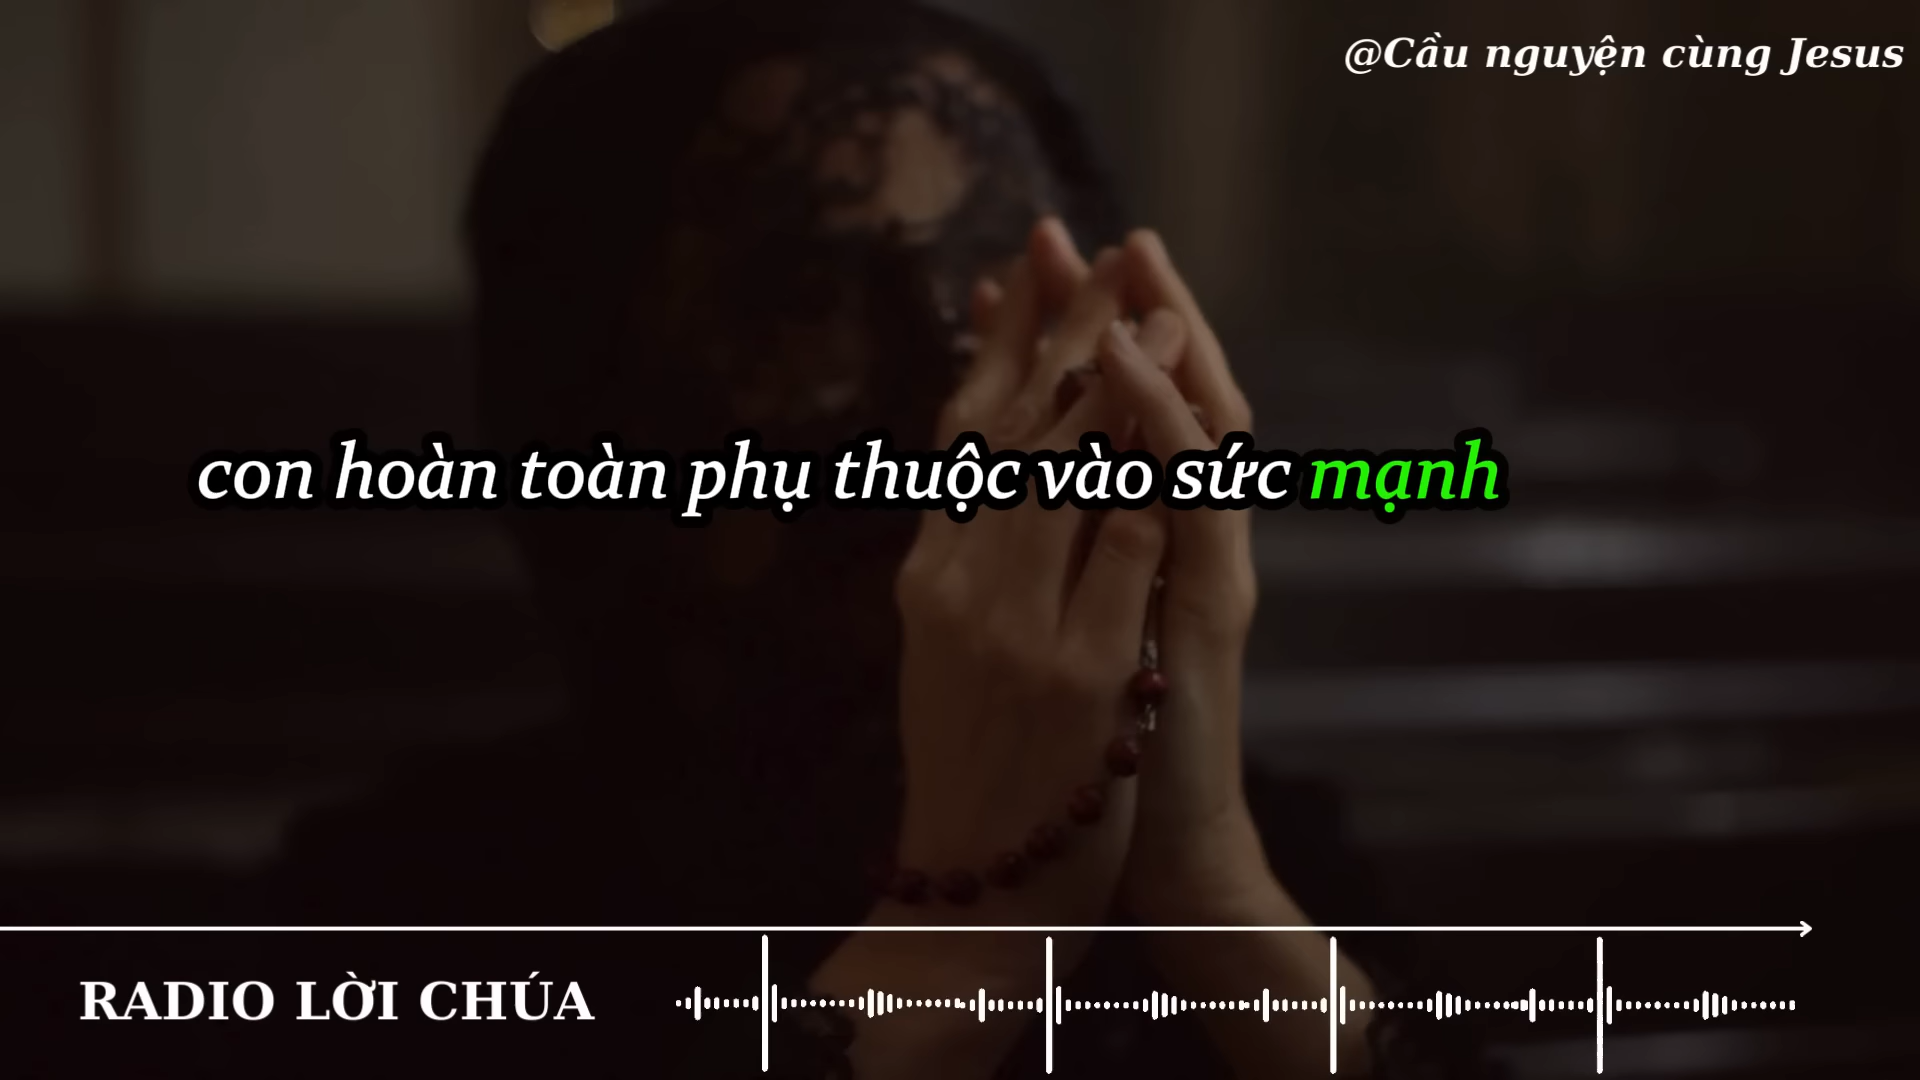 @Cầu nguyện cùng Jesus
con hoàn toàn phụ thuộc vào sức mạnh
RADIO LỜI CHÚA